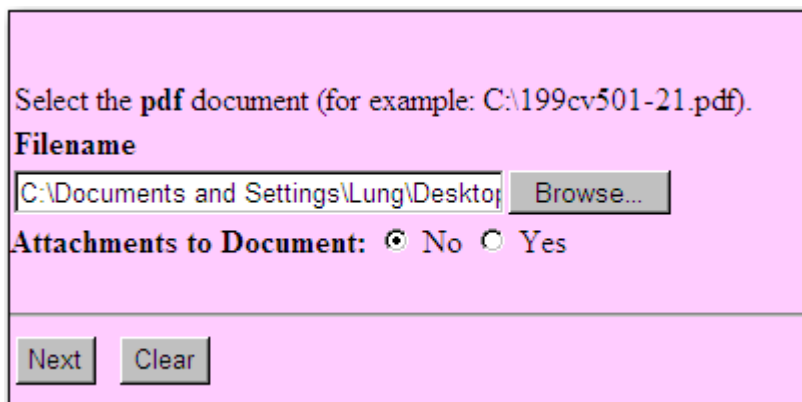 Select the pdf document (for example: C:\199cv501-21.pdf).
Filename
C:\Documents and Settings\Lung\Desktop Browse...
Attachments to Document: No Yes
Next Clear